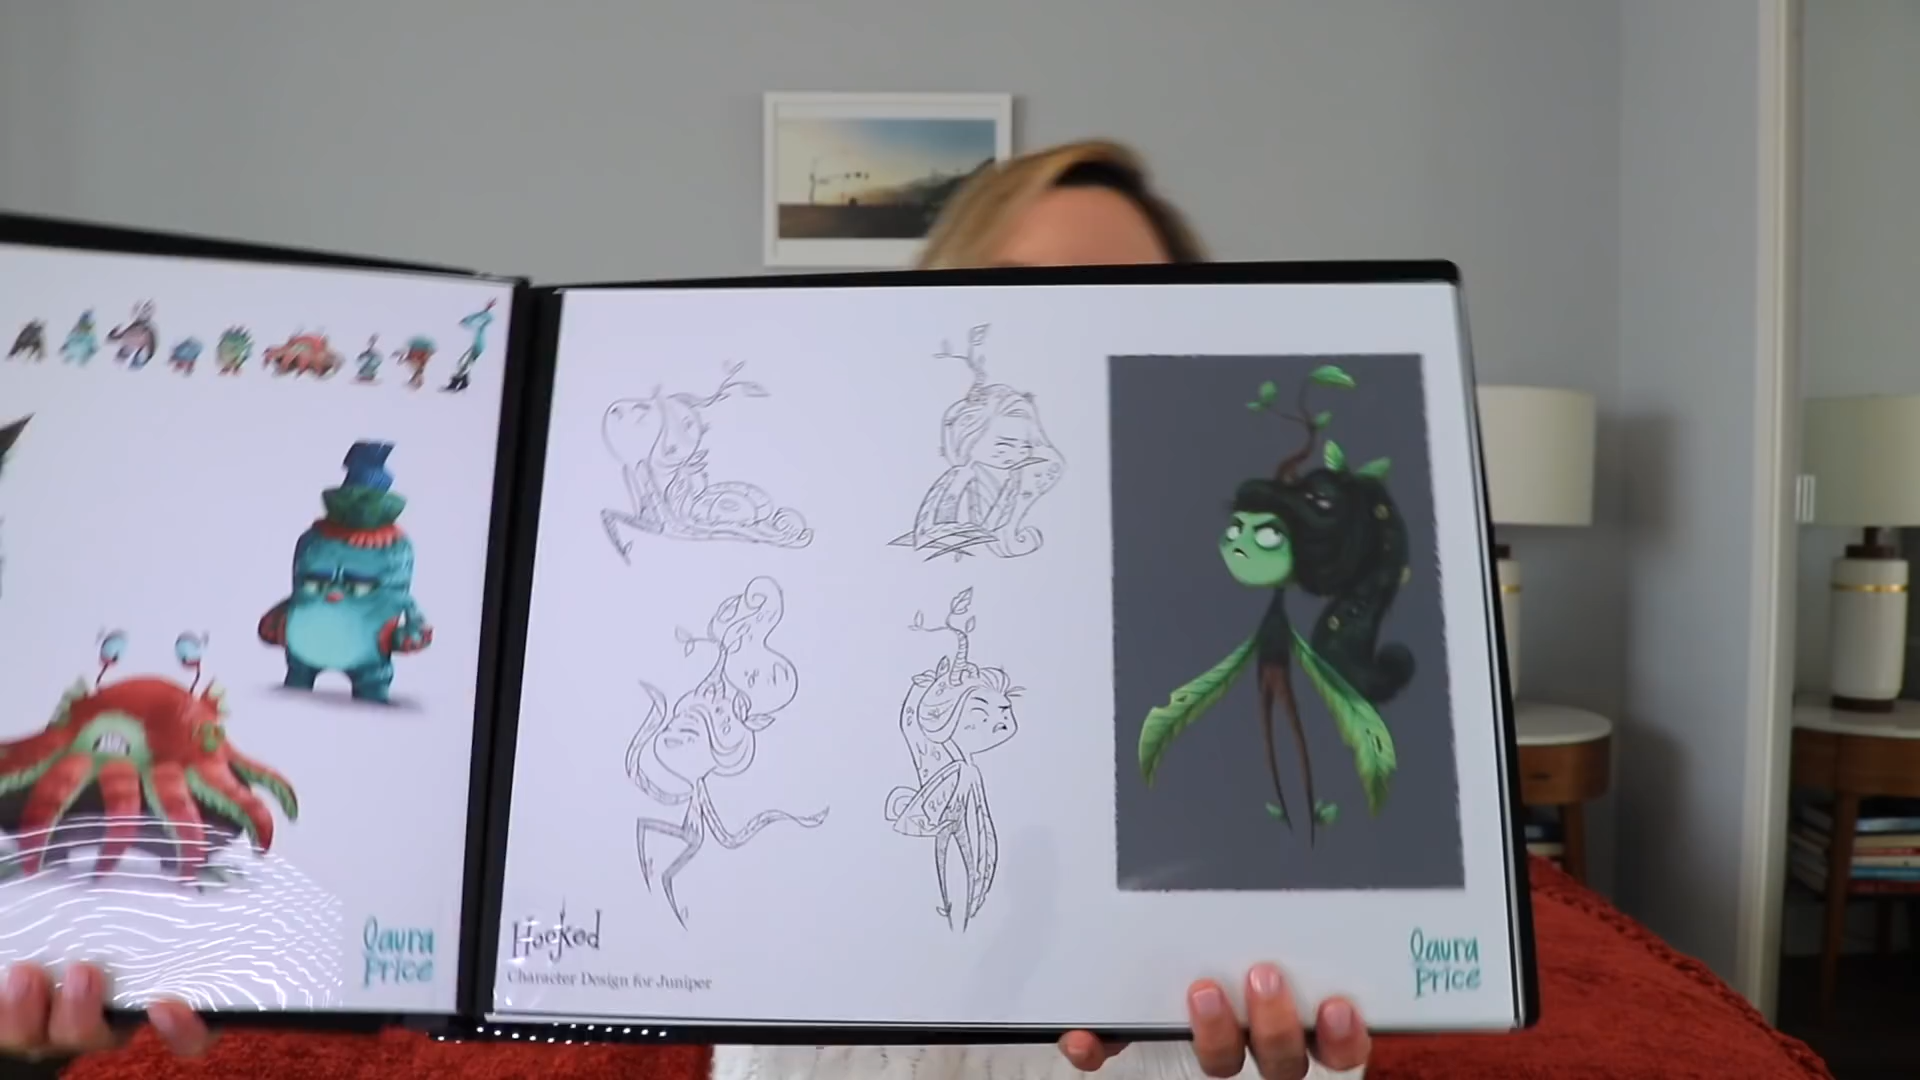 laura
price
Hooked
Character Design for Juniper
laura
price